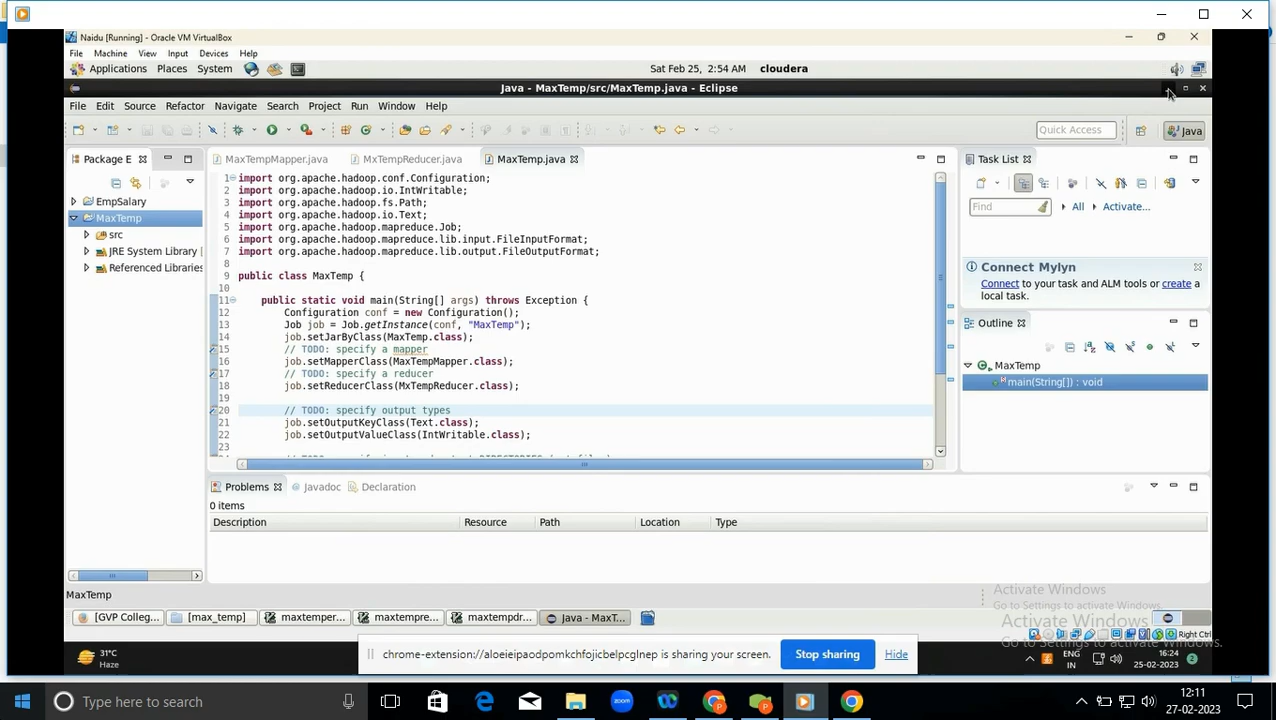 Naidu [Running] - Oracle VM VirtualBox
File Machine View Input Devices Help
Applications Places System Sat Feb 25, 2:54 AM cloudera
Java - MaxTemp/src/MaxTemp.java - Eclipse
File Edit Source Refactor Navigate Search Project Run Window Help
Quick Access Java
Package E MaxTempMapper.java MxTempReducer.java MaxTemp.java Task List
EmpSalary
MaxTemp
src
JRE System Library [
Referenced Libraries
1 import org.apache.hadoop.conf.Configuration;
2 import org.apache.hadoop.io.IntWritable;
3 import org.apache.hadoop.fs.Path;
4 import org.apache.hadoop.io.Text;
5 import org.apache.hadoop.mapreduce.Job;
6 import org.apache.hadoop.mapreduce.lib.input.FileInputFormat;
7 import org.apache.hadoop.mapreduce.lib.output.FileOutputFormat;
8
9 public class MaxTemp {
10
11 public static void main(String[] args) throws Exception {
12 Configuration conf = new Configuration();
13 Job job = Job.getInstance(conf, "MaxTemp");
14 job.setJarByClass(MaxTemp.class);
15 // TODO: specify a mapper
16 job.setMapperClass(MaxTempMapper.class);
17 // TODO: specify a reducer
18 job.setReducerClass(MxTempReducer.class);
19
20 // TODO: specify output types
21 job.setOutputKeyClass(Text.class);
22 job.setOutputValueClass(IntWritable.class);
23
Find All Activate...
Connect Mylyn
Connect to your task and ALM tools or create a
local task.
Outline
MaxTemp
main(String[]) : void
Problems Javadoc Declaration
0 items
Description Resource Path Location Type
MaxTemp
Activate Windows
Go to Settings to activate Windows.
[GVP Colleg... [max_temp] maxtemper... maxtempre... maxtempdr... Java - MaxT...
Activate Windows
Go to Settings to activate Windows.
Right Ctrl
31°C
Haze
chrome-extension://aloeieipaodpomkchfojicbelpcglnep is sharing your screen. Stop sharing Hide
ENG
IN
16:24
25-02-2023
2
Type here to search
12:11
27-02-2023